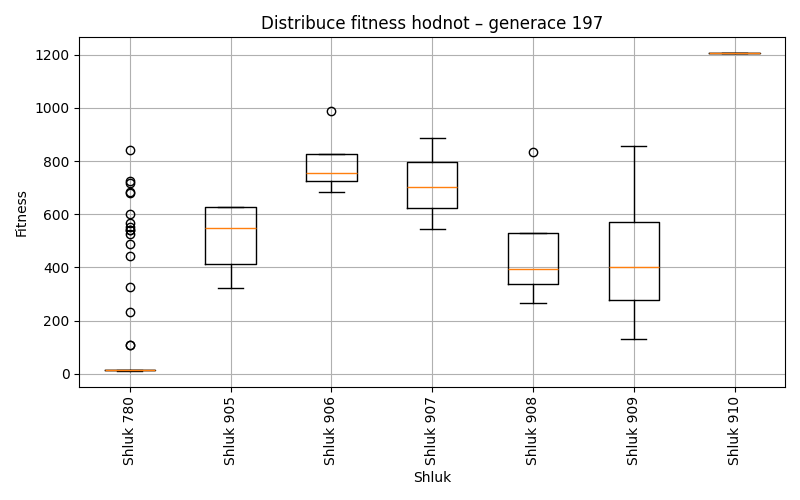 Distribuce fitness hodnot – generace 197
1200
1000
800
600
400
200
0
Fitness
Shluk 780
Shluk 905
Shluk 906
Shluk 907
Shluk 908
Shluk 909
Shluk 910
Shluk